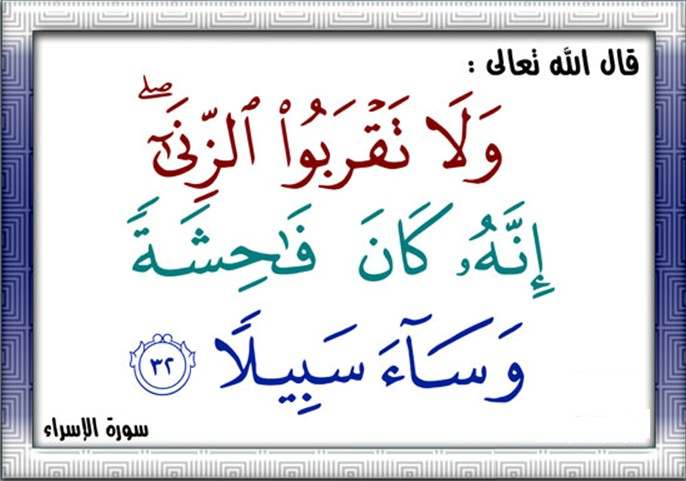 قال الله تعالى :
وَلَا تَقْرَبُوا۟ ٱلزِّنَىٰٓ ۖ
إِنَّهُۥ كَانَ فَـٰحِشَةً
وَسَآءَ سَبِيلًا ٣٢
سورة الإسراء